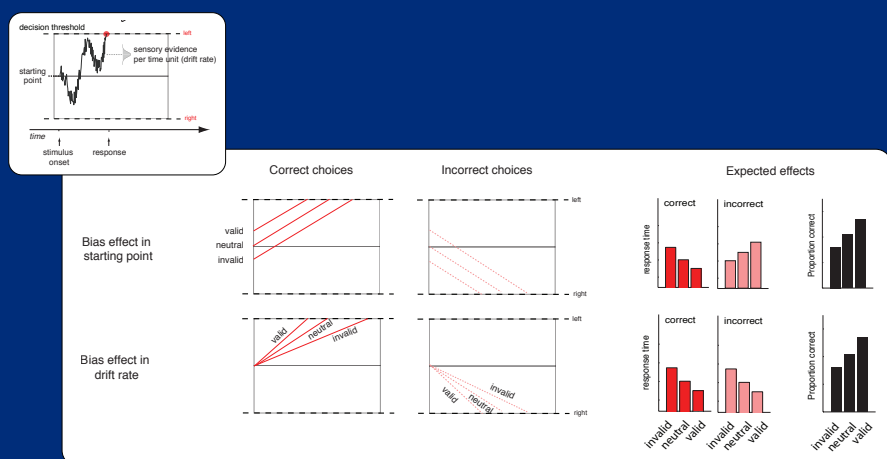 decision threshold
left
sensory evidence
per time unit (drift rate)
starting
point
right
time
stimulus
onset
response
Correct choices
Incorrect choices
Expected effects
Bias effect in
starting point
valid
neutral
invalid
left
right
response time
correct
incorrect
Proportion correct
Bias effect in
drift rate
valid
neutral
invalid
left
invalid
neutral
valid
right
response time
correct
incorrect
Proportion correct
invalid
neutral
valid
invalid
neutral
valid
invalid
neutral
valid